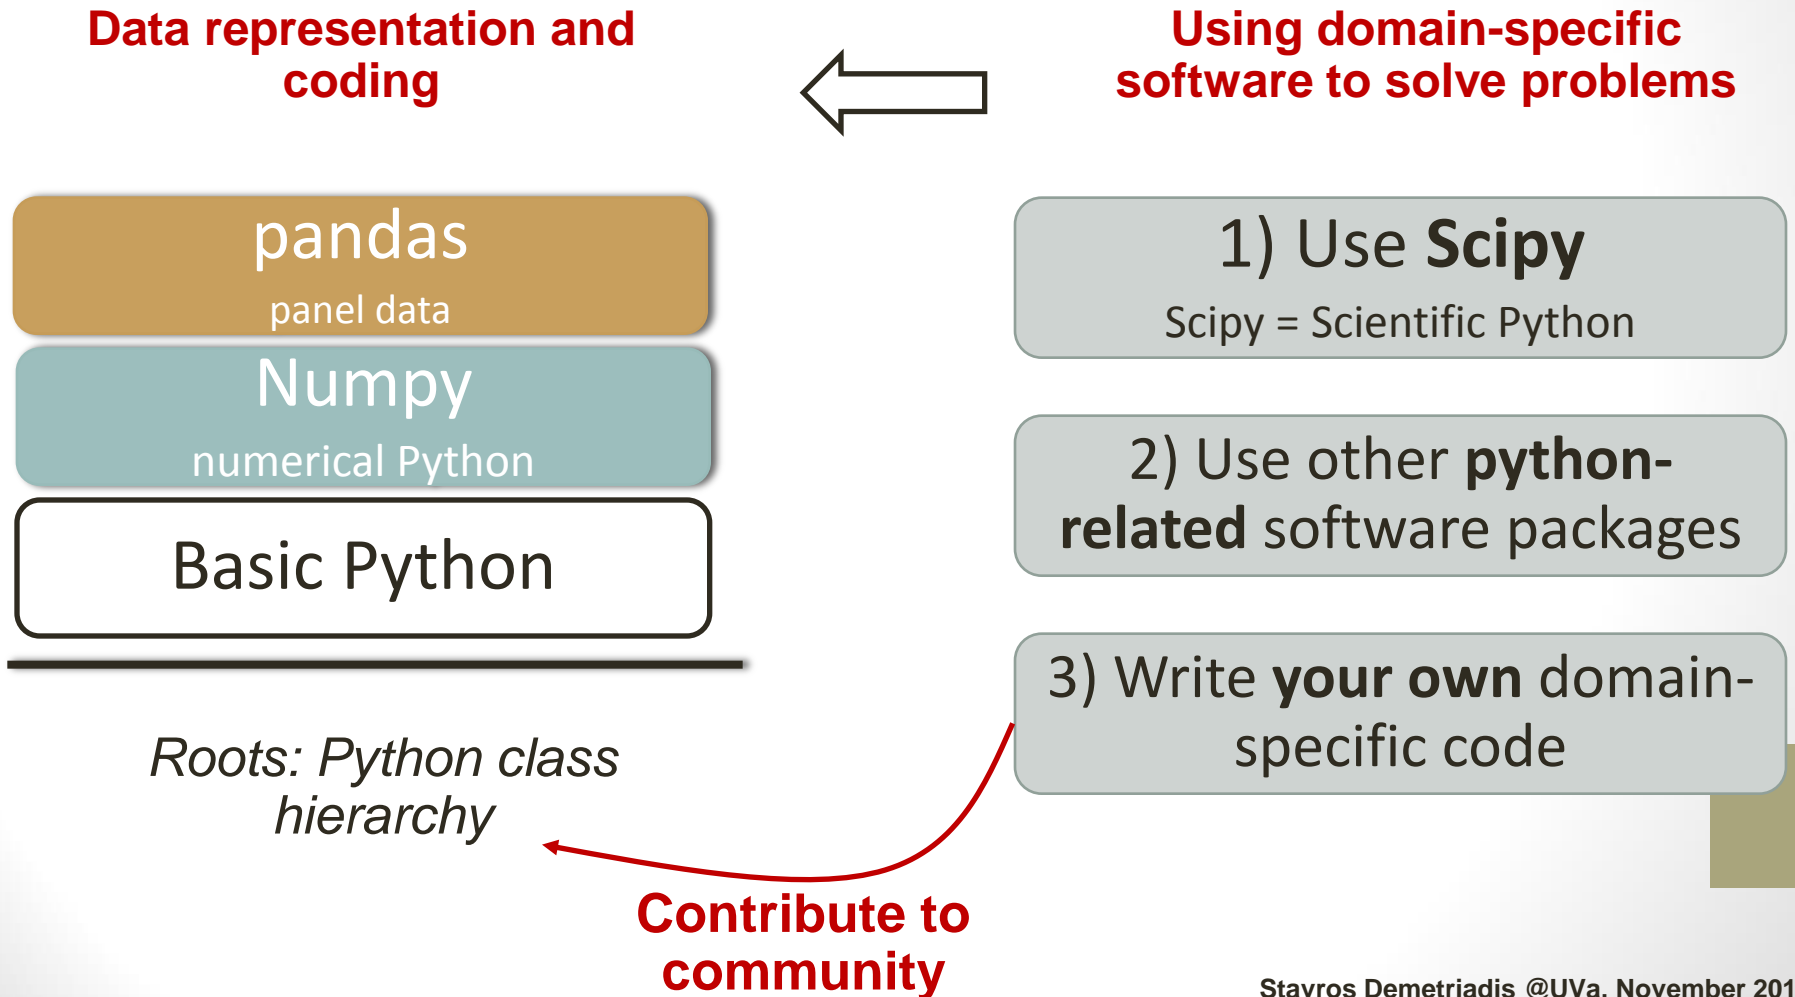 Data representation and
coding
Using domain-specific
software to solve problems
pandas
panel data
Numpy
numerical Python
Basic Python
Roots: Python class
hierarchy
1) Use Scipy
Scipy = Scientific Python
2) Use other python-
related software packages
3) Write your own domain-
specific code
Contribute to
community
Stavros Demetriadis @UVa, November 201